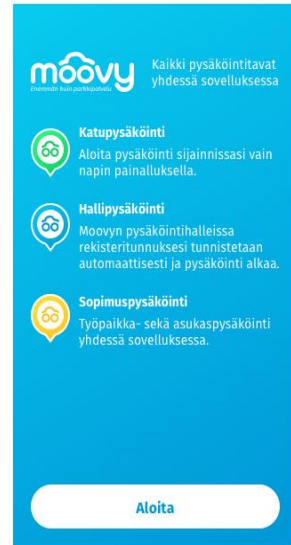 moovy
Enemmän kuin parkkipalvelu
Kaikki pysäköintitavat
yhdessä sovelluksessa
Katupysäköinti
Aloita pysäköinti sijainnissasi vain
napin painalluksella.
Hallipysäköinti
Moovyn pysäköintihalleissa
rekisteritunnuksesi tunnistetaan
automaattisesti ja pysäköinti alkaa.
Sopimuspysäköinti
Työpaikka- sekä asukaspysäköinti
yhdessä sovelluksessa.
Aloita